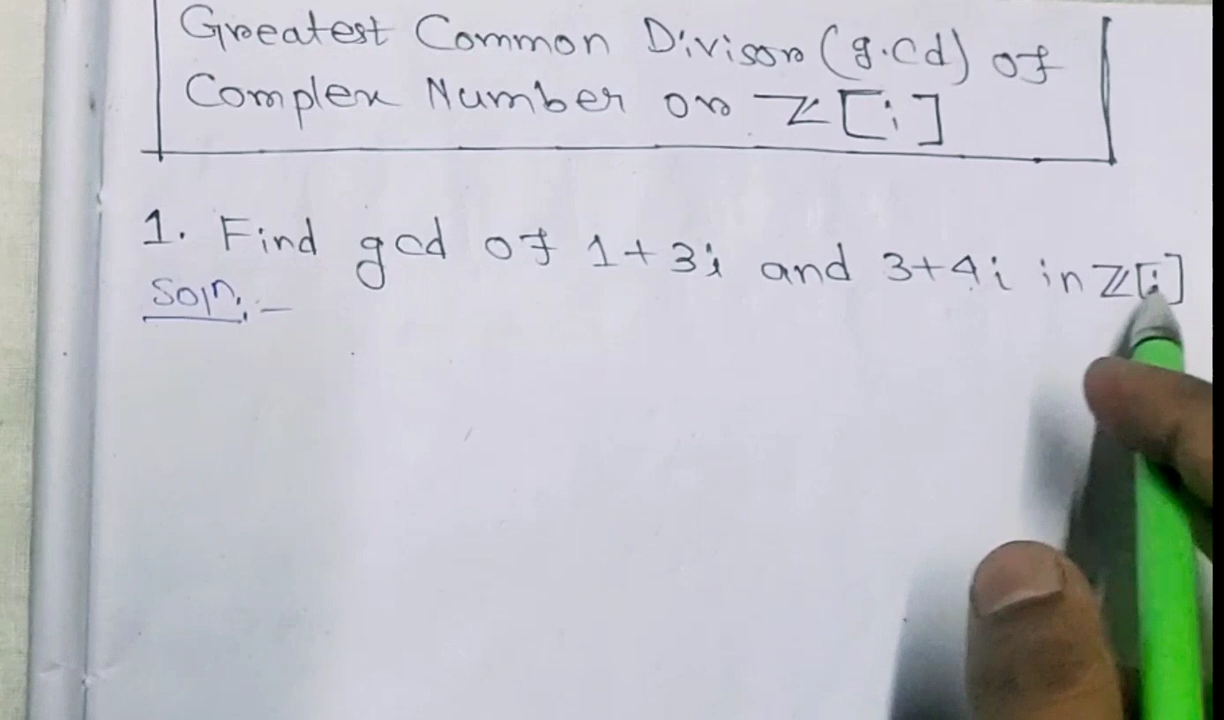 Greatest Common Divisor (g.cd) of
Complex Number or ℤ[i]
1. Find gcd of 1+3i and 3+4i in ℤ[i]
Soln:-